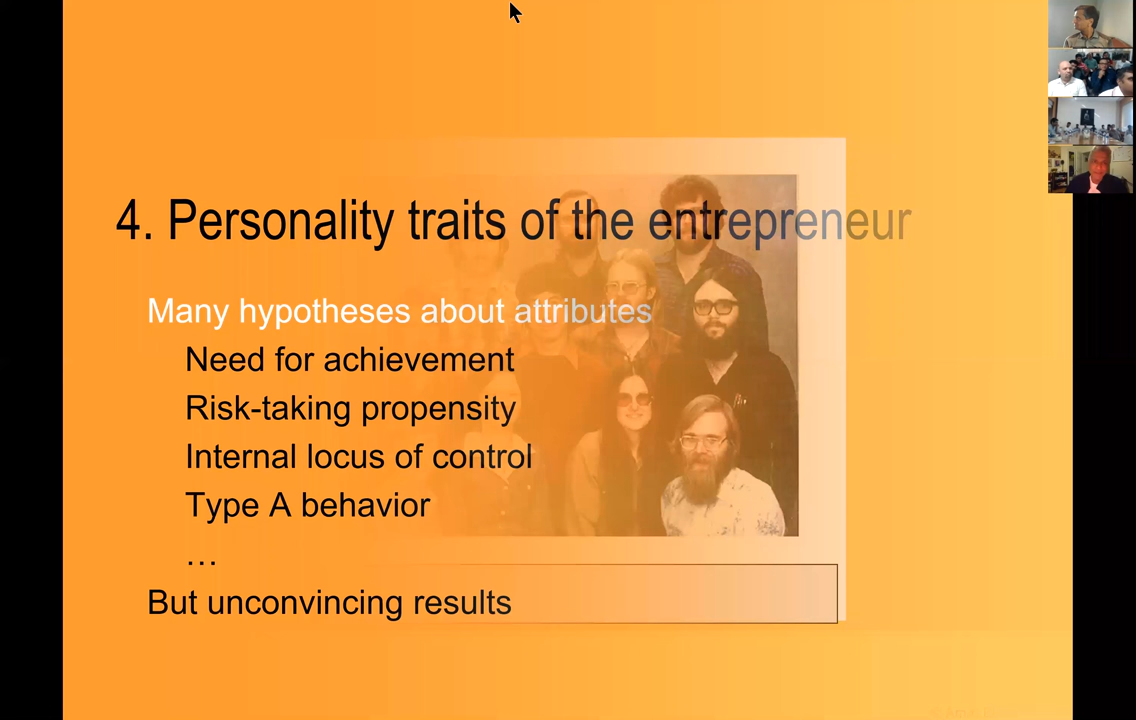 4. Personality traits of the entrepreneur
Many hypotheses about attributes
Need for achievement
Risk-taking propensity
Internal locus of control
Type A behavior
…
But unconvincing results